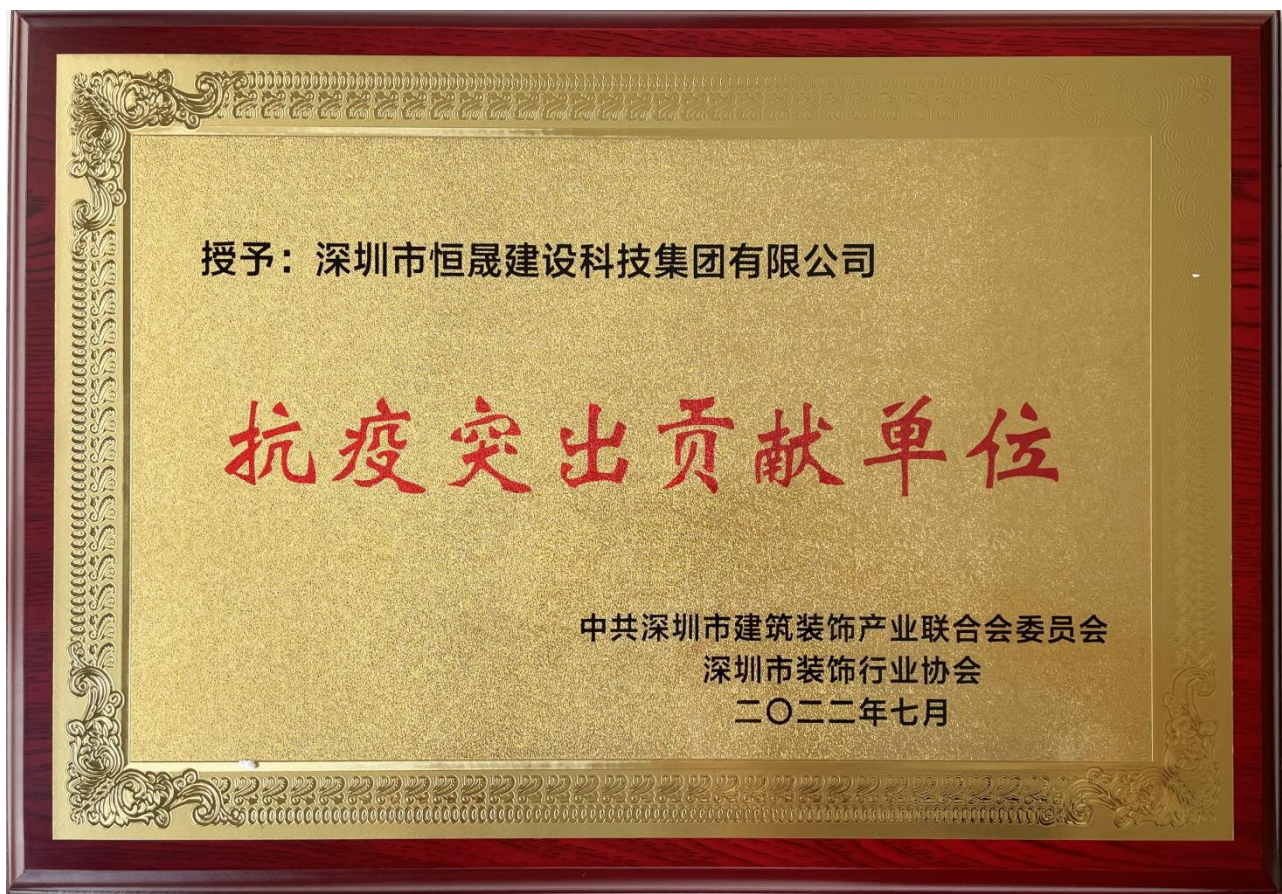 授予：深圳市恒晟建设科技集团有限公司
抗疫突出贡献单位
中共深圳市建筑装饰产业联合会委员会
深圳市装饰行业协会
二〇二二年七月